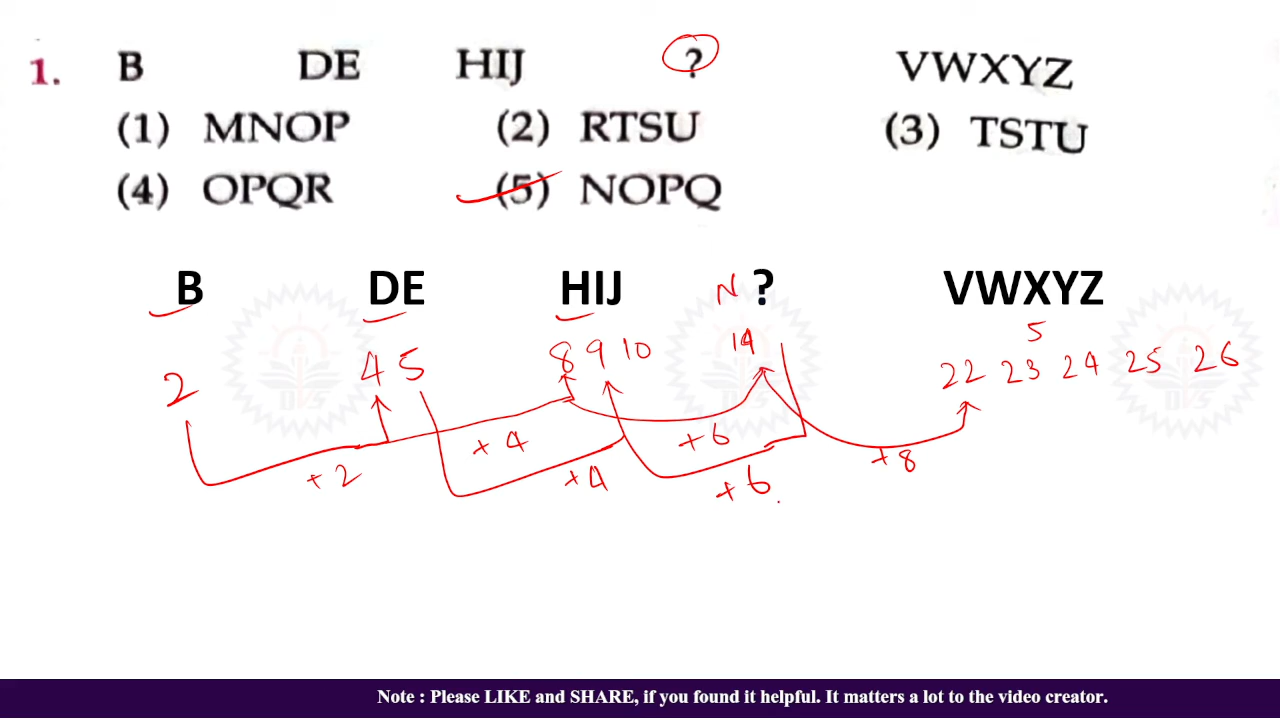 1. B DE HIJ ? VWXYZ
(1) MNOP (2) RTSU (3) TSTU
(4) OPQR (5) NOPQ
B DE HIJ N ? VWXYZ
5
2 4 5 8 9 10 14 22 23 24 25 26
+2 +4 +6 +8
+4 +6
Note : Please LIKE and SHARE, if you found it helpful. It matters a lot to the video creator.